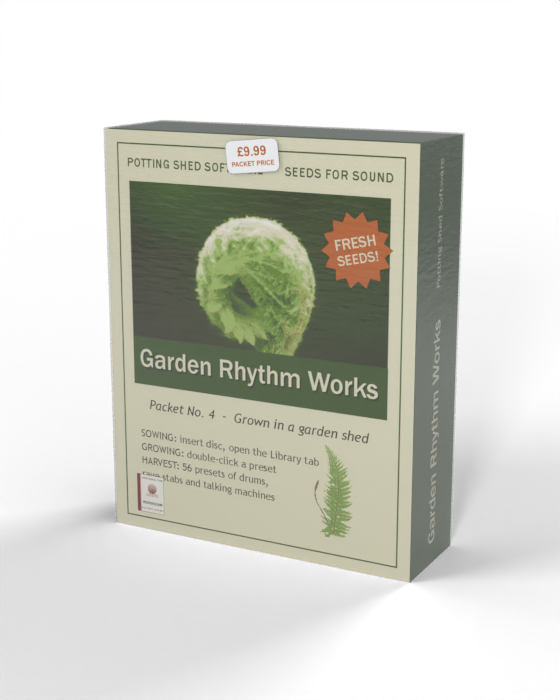 £9.99
PACKET PRICE
POTTING SHED SEEDS FOR SOUND
FRESH
SEEDS!
Garden Rhythm Works
Packet No. 4 - Grown in a garden shed
SOWING: insert disc, open the Library tab
GROWING: double-click a preset
HARVEST: 56 presets of drums,
stabs and talking machines
Potting Shed Software
Garden Rhythm Works